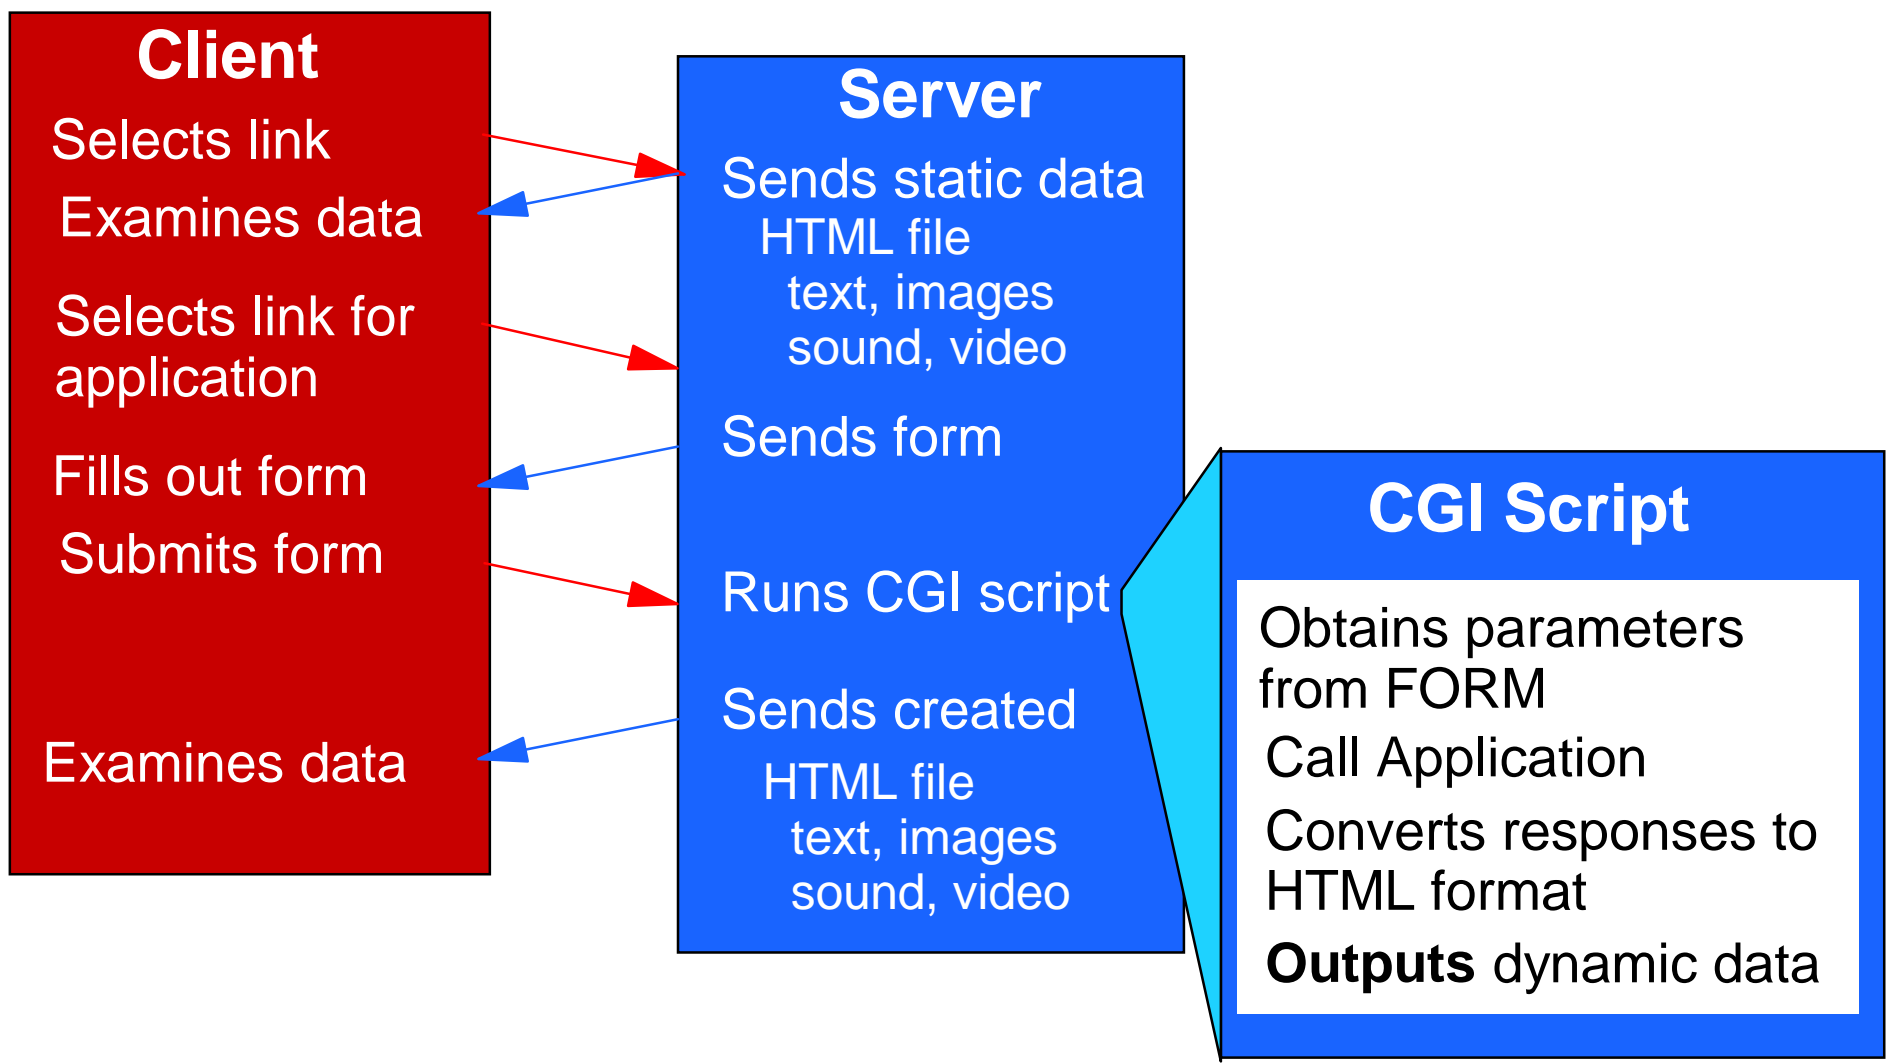 Client
Selects link
Examines data
Selects link for
application
Fills out form
Submits form
Examines data
Server
Sends static data
HTML file
text, images
sound, video
Sends form
Runs CGI script
Sends created
HTML file
text, images
sound, video
CGI Script
Obtains parameters
from FORM
Call Application
Converts responses to
HTML format
Outputs dynamic data